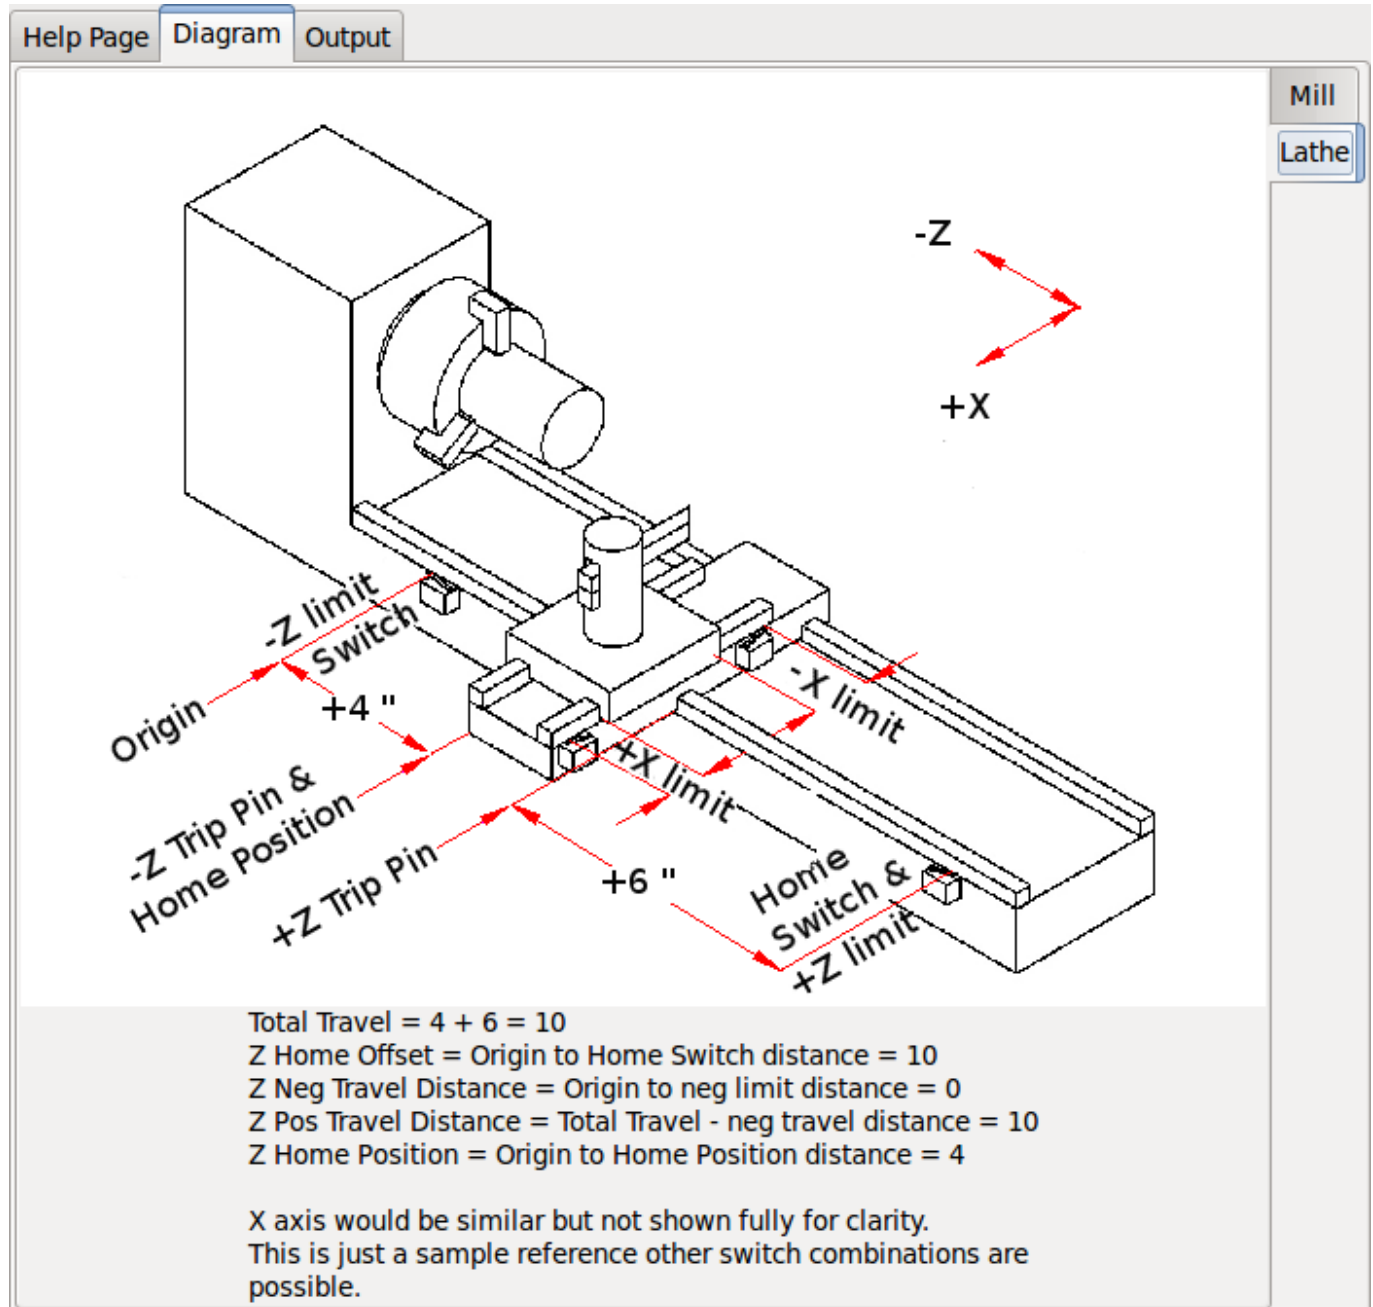 Help Page
Diagram
Output
Mill
Lathe
-Z
+X
-Z limit
Switch
Origin
+4 "
-X limit
+X limit
-Z Trip Pin &
Home Position
+Z Trip Pin
+6 "
Home
Switch &
+Z limit
Total Travel = 4 + 6 = 10
Z Home Offset = Origin to Home Switch distance = 10
Z Neg Travel Distance = Origin to neg limit distance = 0
Z Pos Travel Distance = Total Travel - neg travel distance = 10
Z Home Position = Origin to Home Position distance = 4
X axis would be similar but not shown fully for clarity.
This is just a sample reference other switch combinations are
possible.